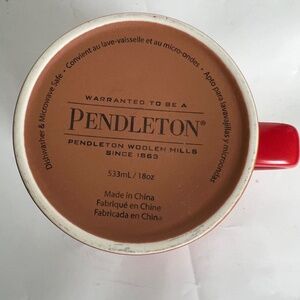 Dishwasher & Microwave Safe • Convient au lave-vaisselle et au micro-ondes • Apto para lavavajillas y microondas
WARRANTED TO BE A
PENDLETON®
PENDLETON WOOLEN MILLS
SINCE 1863
533mL / 18oz
Made in China
Fabriqué en Chine
Fabricada en China